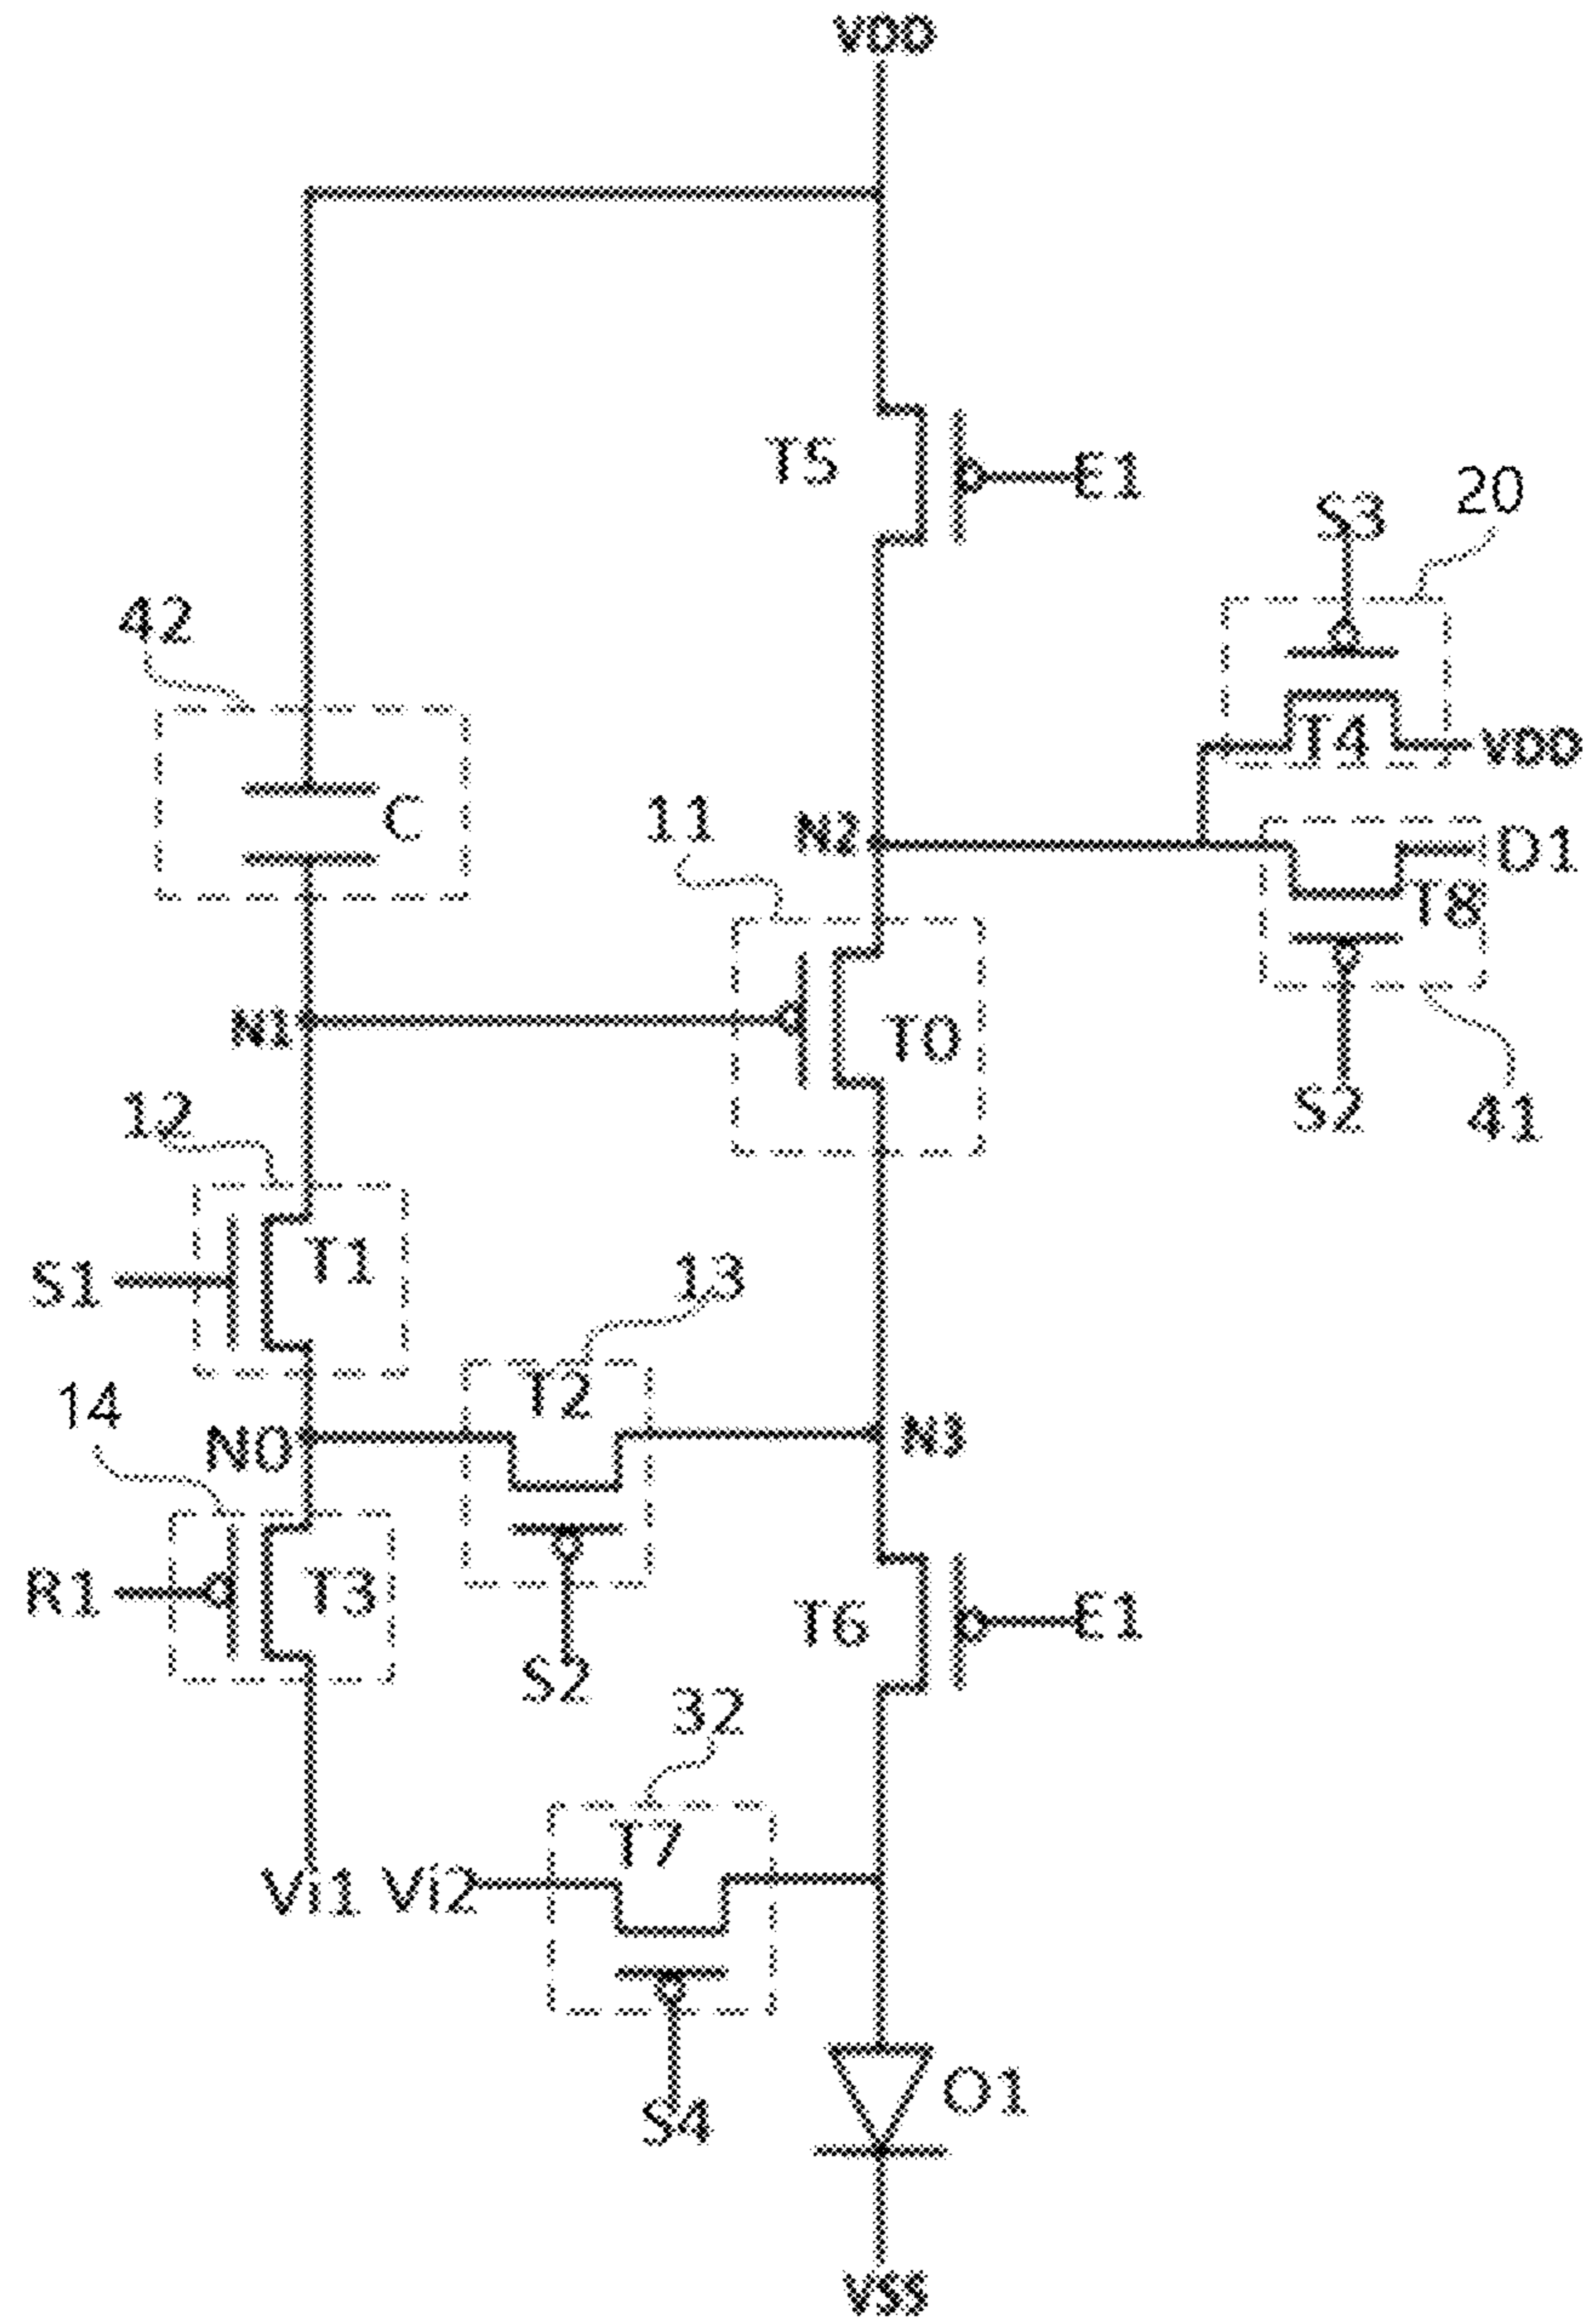 VDD
T5
E1
20
S3
42
T4
VDD
C
11
N2
D1
T8
N1
T0
12
S2
41
S1
T1
13
14
T2
N0
N3
R1
T3
T6
E1
S2
32
T7
Vi1
Vi2
O1
S4
VSS